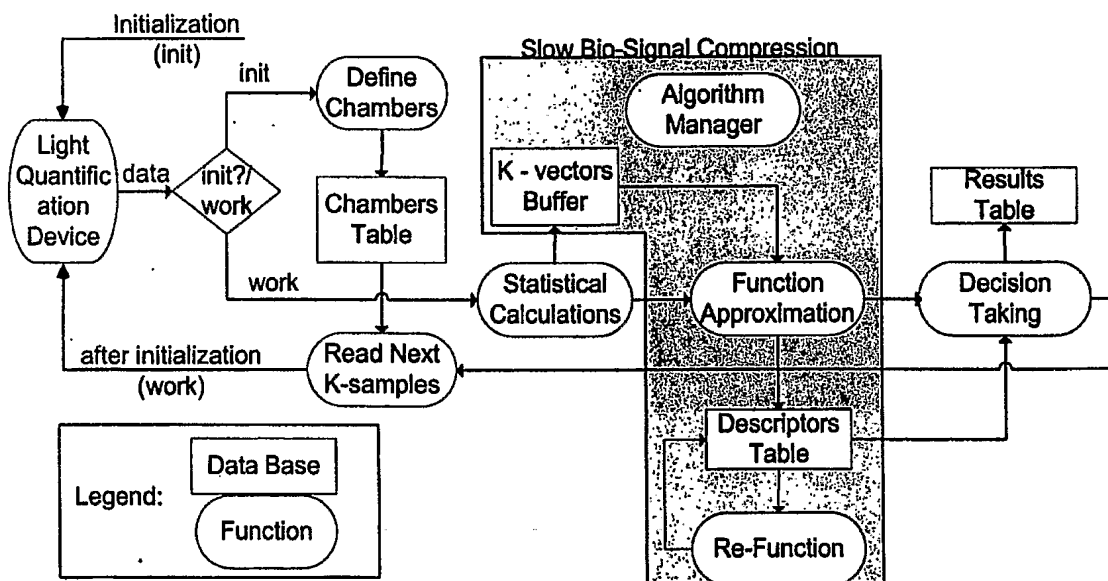 Initialization
(init)
Slow Bio-Signal Compression
init
Define
Chambers
Algorithm
Manager
Light
Quantific
ation
Device
data
init?/
work
K - vectors
Buffer
Results
Table
Chambers
Table
work
Statistical
Calculations
Function
Approximation
Decision
Taking
after initialization
(work)
Read Next
K-samples
Descriptors
Table
Legend:
Data Base
Function
Re-Function